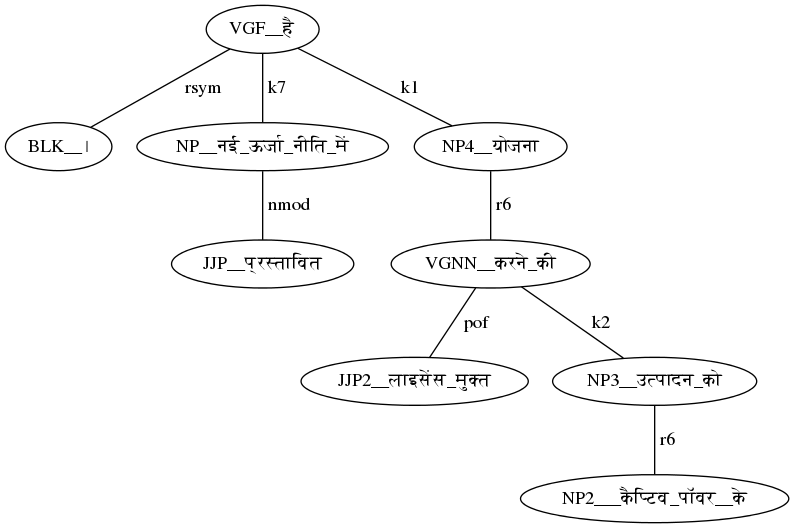 VGF__है
rsym k7 k1
BLK__। NP__नई_ऊर्जा_नीति_में NP4__योजना
nmod r6
JJP__प्रस्तावित VGNN__करने_की
pof k2
JJP2__लाइसेंस_मुक्त NP3__उत्पादन_को
r6
NP2___कैप्टिव_पॉवर__के